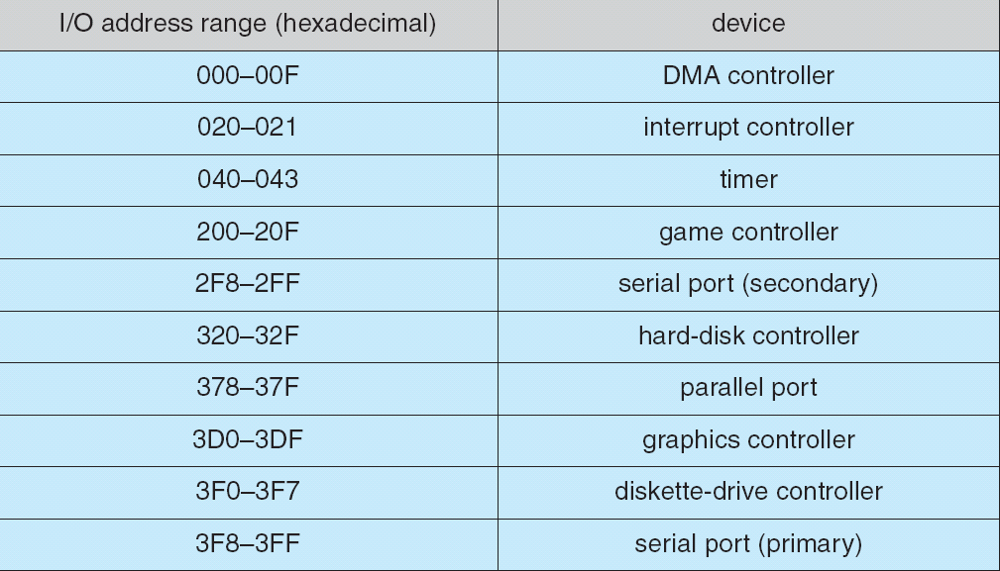 I/O address range (hexadecimal) device
000–00F DMA controller
020–021 interrupt controller
040–043 timer
200–20F game controller
2F8–2FF serial port (secondary)
320–32F hard-disk controller
378–37F parallel port
3D0–3DF graphics controller
3F0–3F7 diskette-drive controller
3F8–3FF serial port (primary)